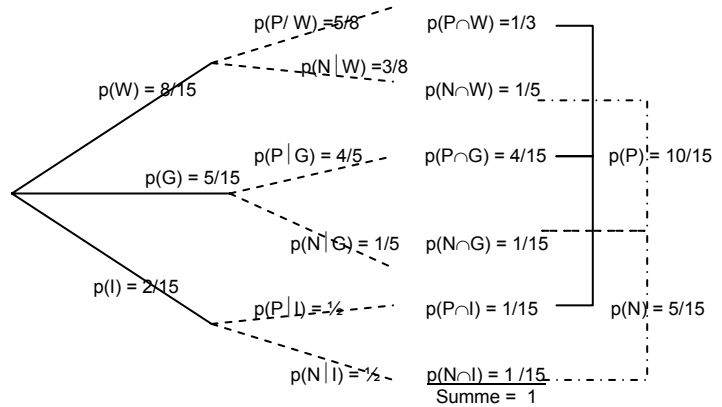 p(P/ W) =5/8 p(P∩W) =1/3
p(N|W) =3/8
p(W) = 8/15 p(N∩W) = 1/5
p(P|G) = 4/5 p(P∩G) = 4/15 p(P) = 10/15
p(G) = 5/15
p(N|G) = 1/5 p(N∩G) = 1/15
p(I) = 2/15
p(P|I) = ½ p(P∩I) = 1/15 p(N) = 5/15
p(N|I) = ½ p(N∩I) = 1 /15
Summe = 1